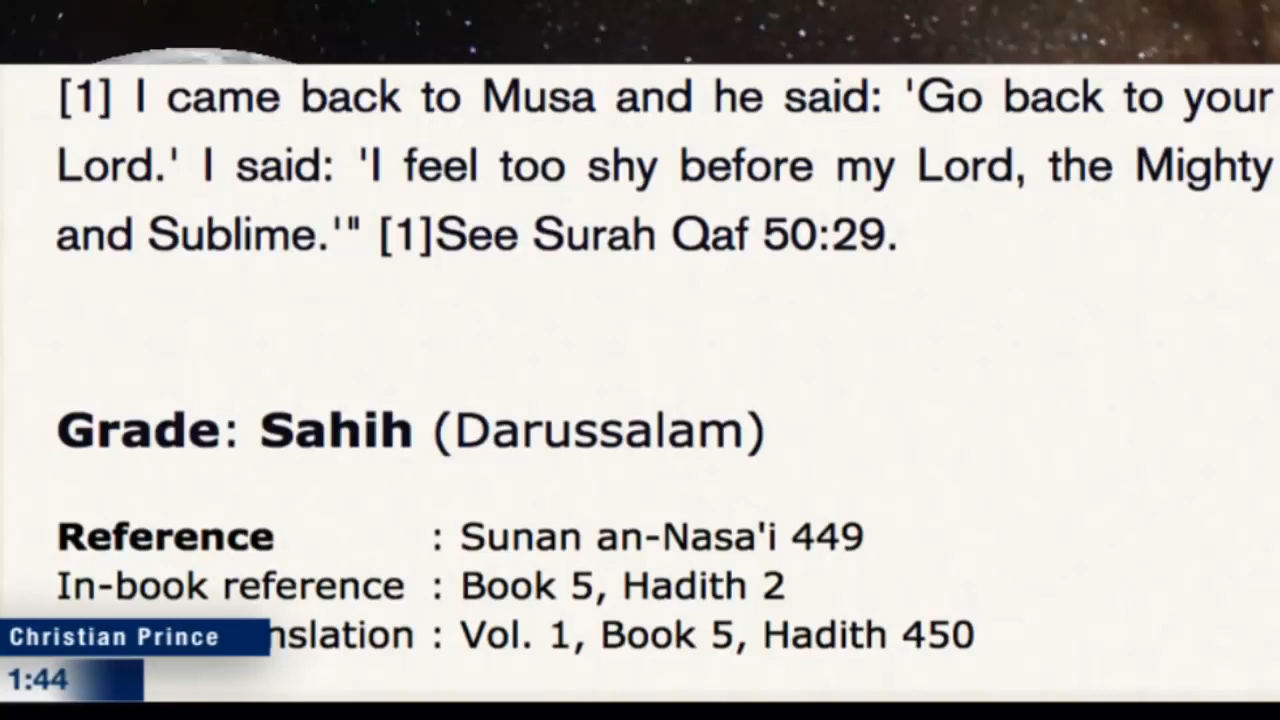 [1] I came back to Musa and he said: 'Go back to your
Lord.' I said: 'I feel too shy before my Lord, the Mighty
and Sublime.'" [1]See Surah Qaf 50:29.
Grade: Sahih (Darussalam)
Reference : Sunan an-Nasa'i 449
In-book reference : Book 5, Hadith 2
nslation : Vol. 1, Book 5, Hadith 450
Christian Prince
1:44